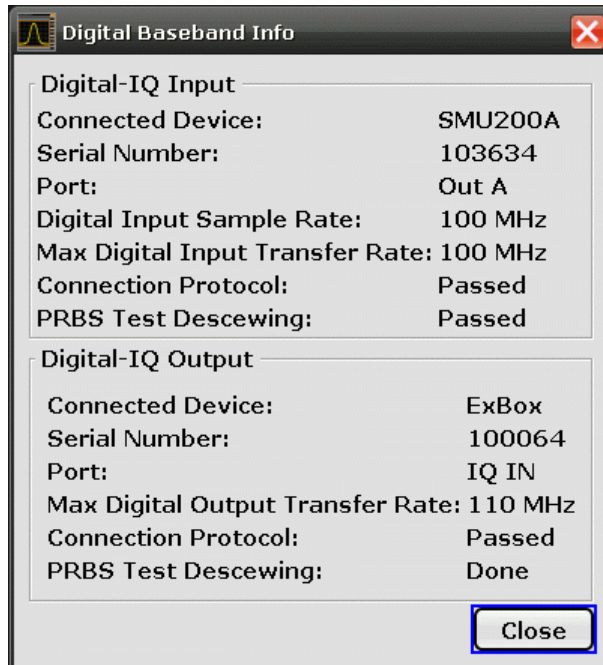 Digital Baseband Info
Digital-IQ Input
Connected Device: SMU200A
Serial Number: 103634
Port: Out A
Digital Input Sample Rate: 100 MHz
Max Digital Input Transfer Rate: 100 MHz
Connection Protocol: Passed
PRBS Test Descewing: Passed
Digital-IQ Output
Connected Device: ExBox
Serial Number: 100064
Port: IQ IN
Max Digital Output Transfer Rate: 110 MHz
Connection Protocol: Passed
PRBS Test Descewing: Done
Close